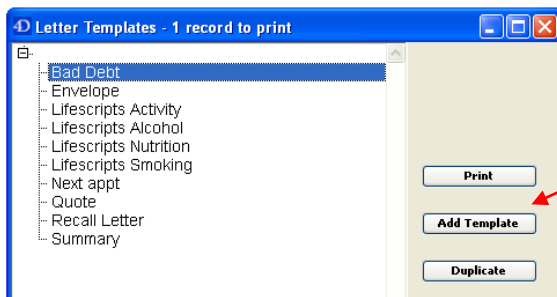 4D Letter Templates - 1 record to print
Bad Debt
Envelope
Lifescripts Activity
Lifescripts Alcohol
Lifescripts Nutrition
Lifescripts Smoking
Next appt
Quote
Recall Letter
Summary
Print
Add Template
Duplicate